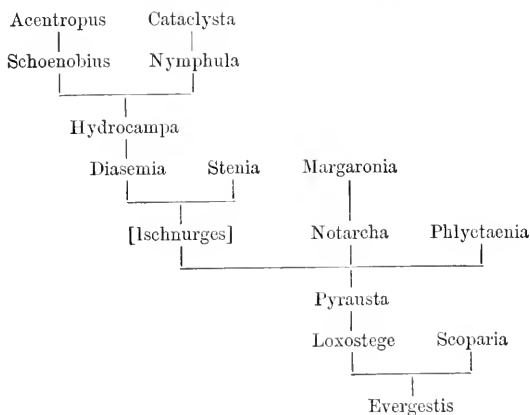 Acentropus Cataclysta
Schoenobius Nymphula
Hydrocampa
Diasemia Stenia Margaronia
[Ischnurges] Notarcha Phlyctaenia
Pyrausta
Loxostege Scoparia
Evergestis